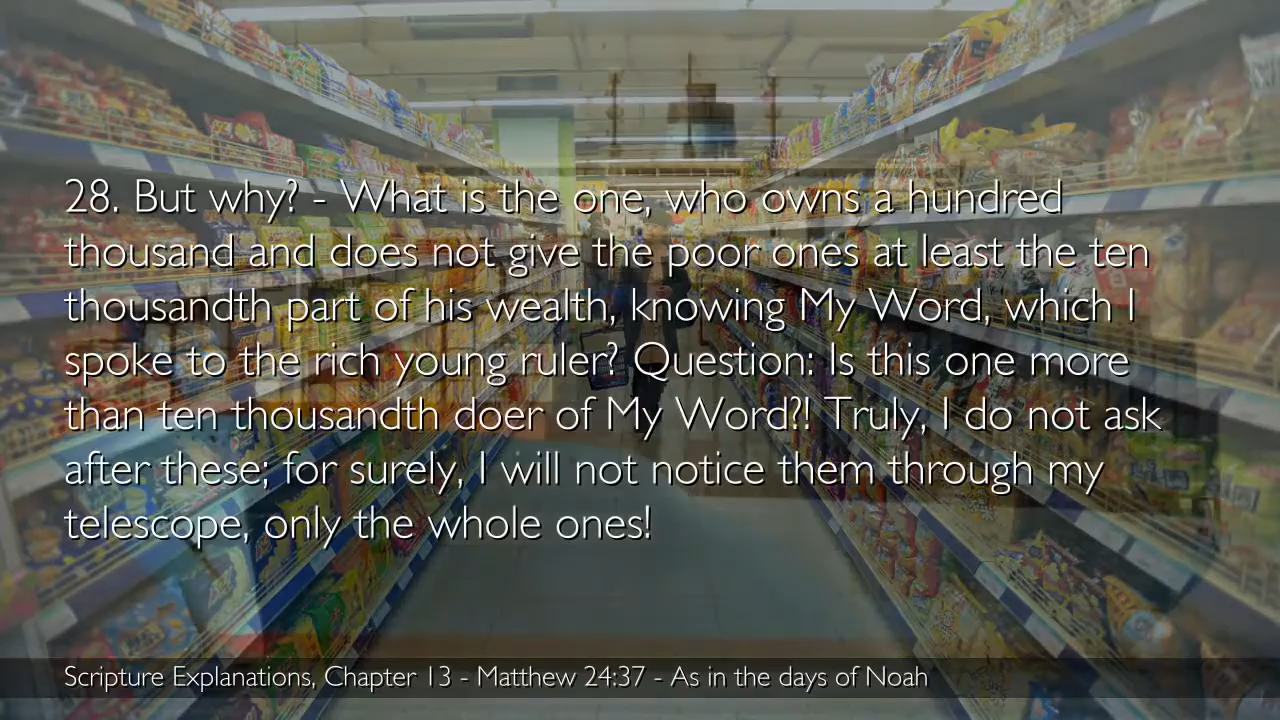 28. But why? - What is the one, who owns a hundred
thousand and does not give the poor ones at least the ten
thousandth part of his wealth, knowing My Word, which I
spoke to the rich young ruler? Question: Is this one more
than ten thousandth doer of My Word?! Truly, I do not ask
after these; for surely, I will not notice them through my
telescope, only the whole ones!
Scripture Explanations, Chapter 13 - Matthew 24:37 - As in the days of Noah